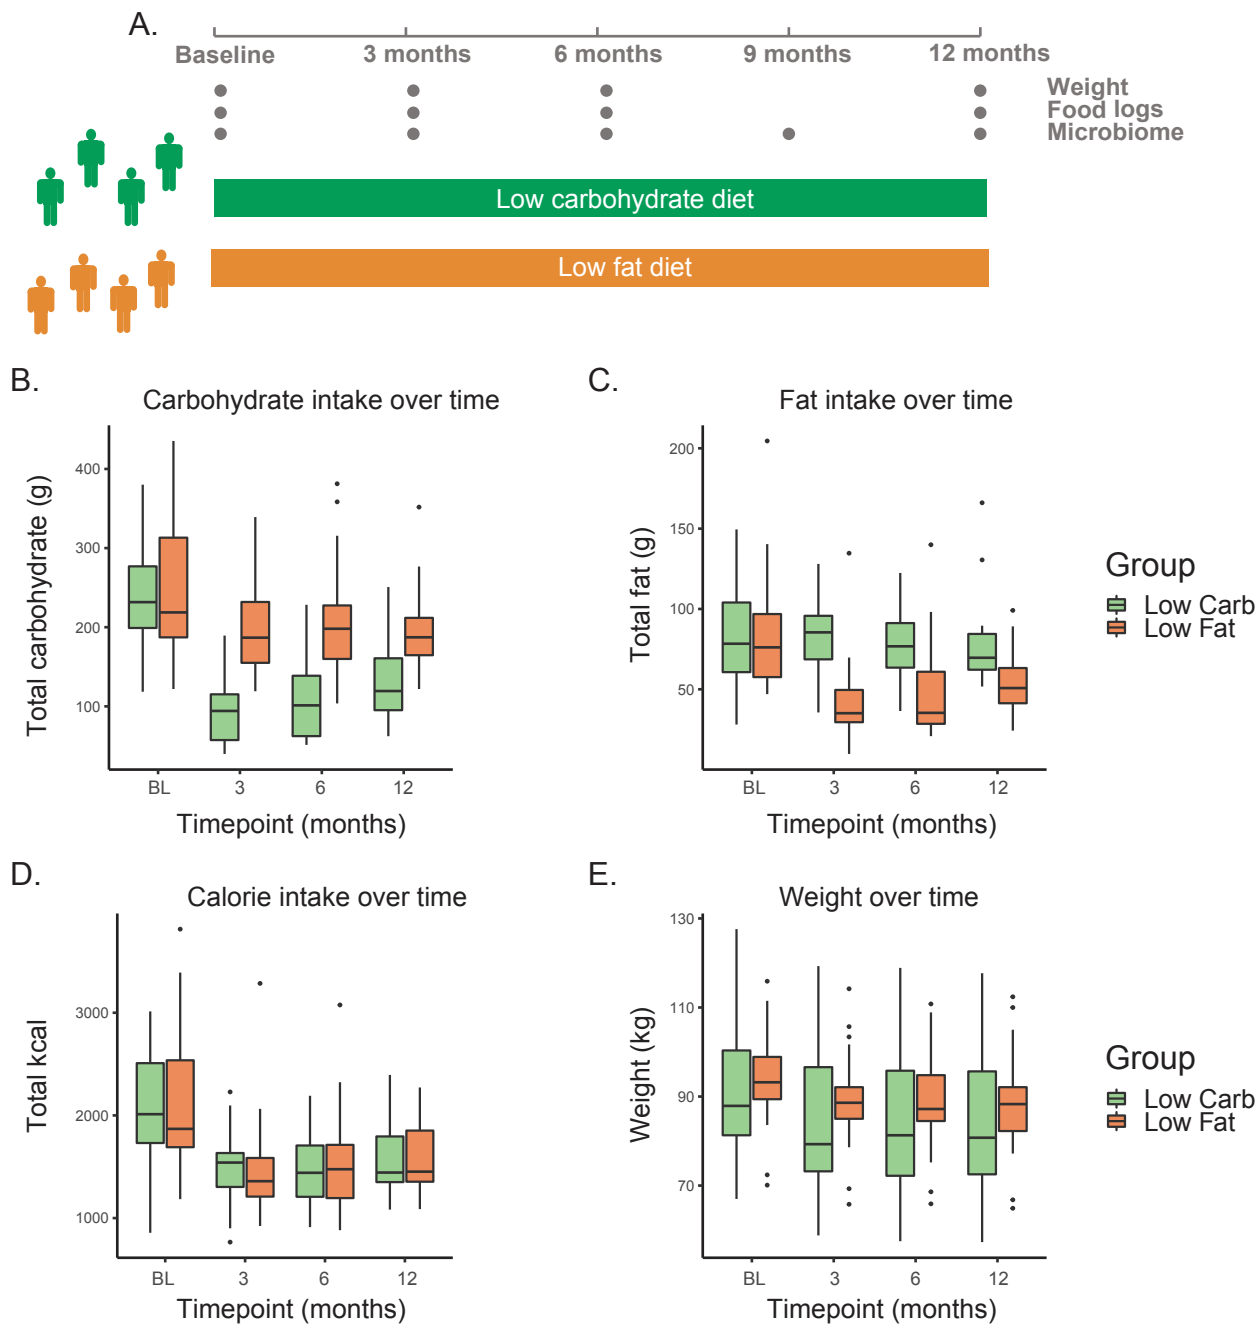 A.
Baseline 3 months 6 months 9 months 12 months
Weight
Food logs
Microbiome
Low carbohydrate diet
Low fat diet
B.
Carbohydrate intake over time
Total carbohydrate (g)
400
300
200
100
BL 3 6 12
Timepoint (months)
C.
Fat intake over time
Total fat (g)
200
150
100
50
BL 3 6 12
Timepoint (months)
Group
Low Carb
Low Fat
D.
Calorie intake over time
Total kcal
3000
2000
1000
BL 3 6 12
Timepoint (months)
E.
Weight over time
Weight (kg)
130
110
90
70
BL 3 6 12
Timepoint (months)
Group
Low Carb
Low Fat